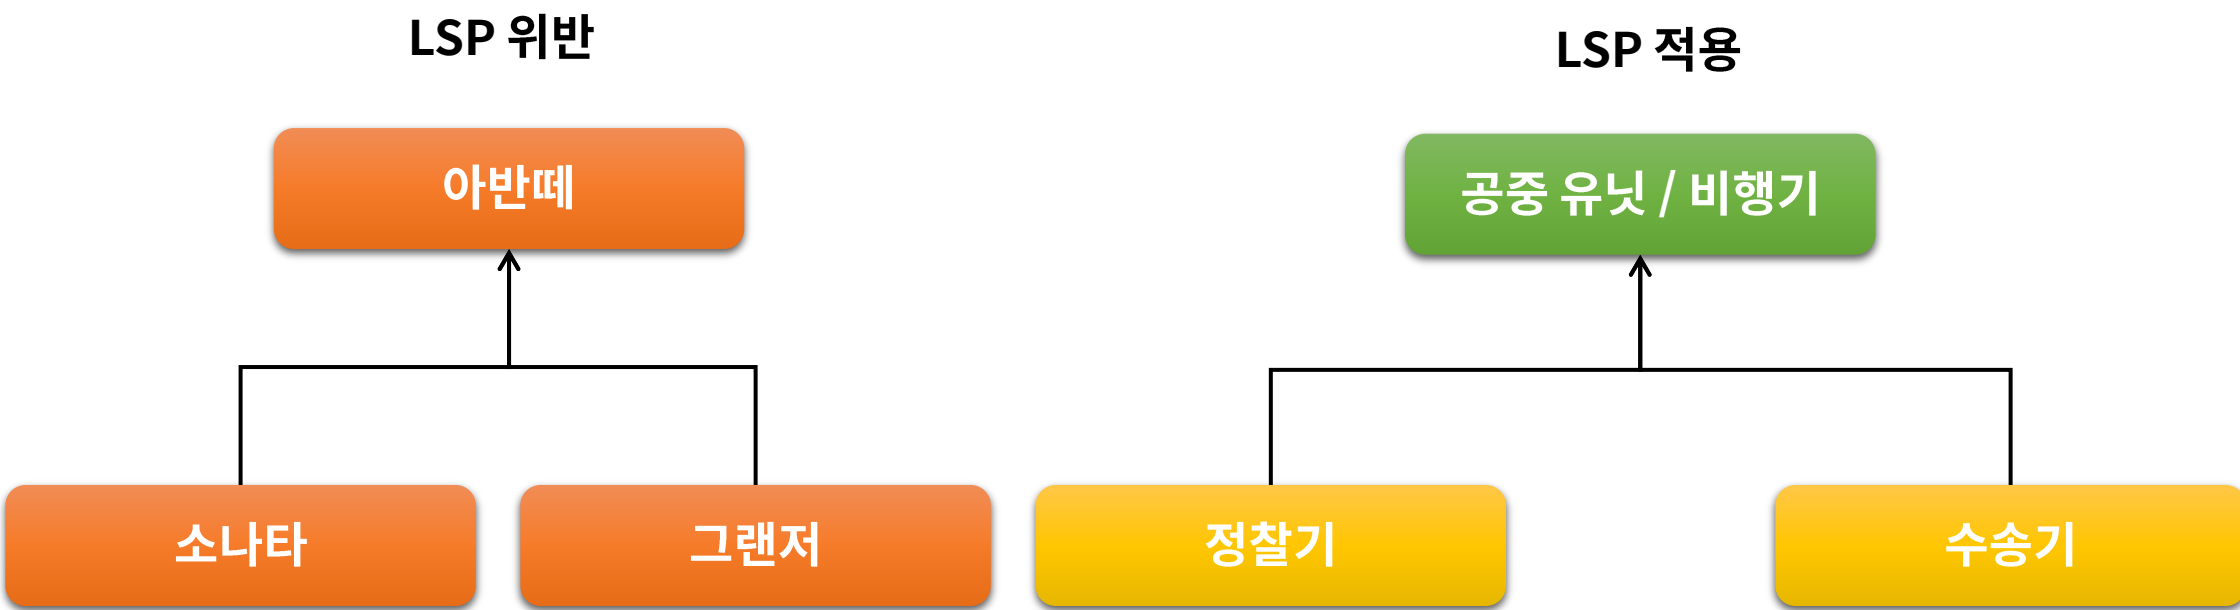 LSP 위반
아반떼
소나타
그랜저
LSP 적용
공중 유닛 / 비행기
정찰기
수송기